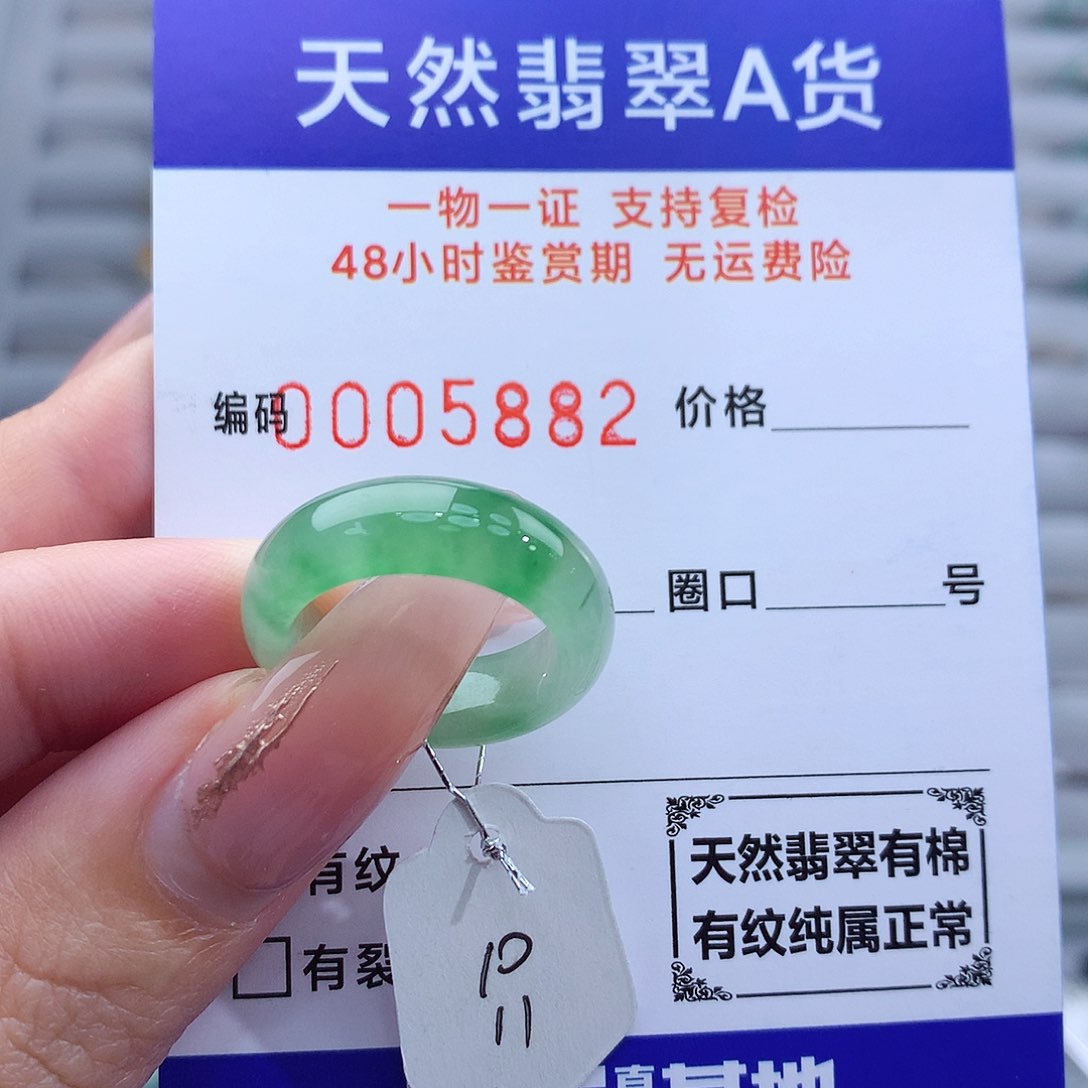 天然翡翠A货
一物一证 支持复检
48小时鉴赏期 无运费险
编码0005882 价格
圈口 号
有纹
天然翡翠有棉
有纹纯属正常
有裂
11
基地